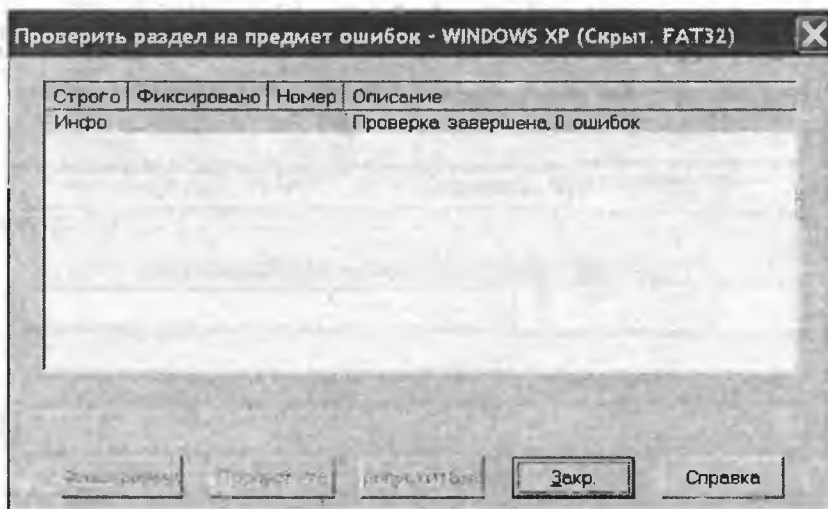 Проверить раздел на предмет ошибок - WINDOWS XP (Скрыт. FAT32)
Строго Фиксировано Номер Описание
Инфо Проверка завершена, 0 ошибок
Закр. Справка